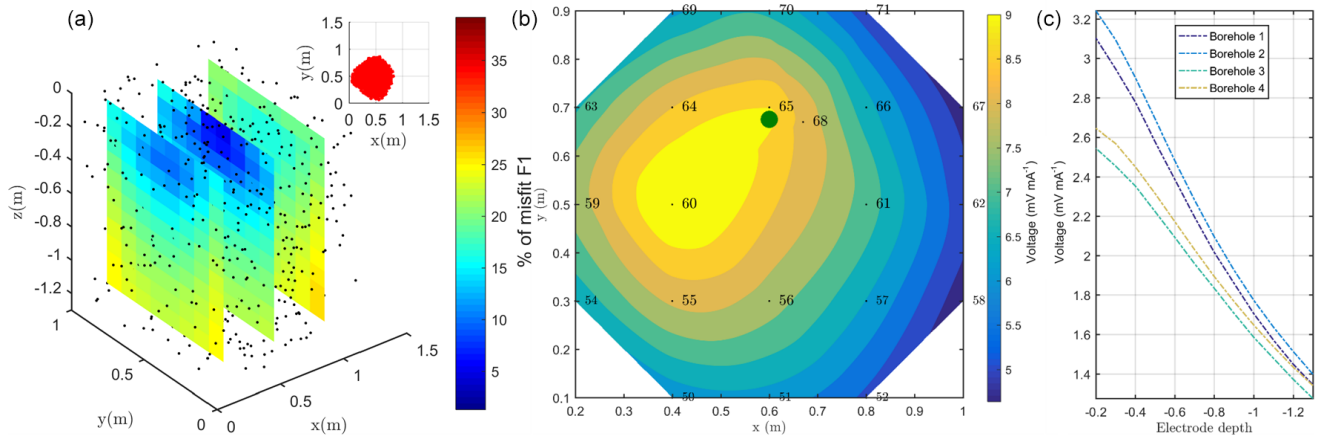 (a)
0
-0.2
-0.4
-0.6
-0.8
-1
-1.2
z(m)
1
0.5
0
y(m)
0
0.5
1
1.5
x(m)
1.5
1
0.5
0
y(m)
0 0.5 1 1.5
x(m)
35
30
25
20
15
10
5
% of misfit F1
(b)
0.9
0.8
0.7
0.6
0.5
0.4
0.3
0.2
0.1
y (m)
0.2 0.3 0.4 0.5 0.6 0.7 0.8 0.9 1
x (m)
69 70 71
63 64 65 66 67
68
59 60 61 62
54 55 56 57 58
50 51 52
9
8.5
8
7.5
7
6.5
6
5.5
5
Voltage (mV mA⁻¹)
(c)
3.2
3
2.8
2.6
2.4
2.2
2
1.8
1.6
1.4
Voltage (mV mA⁻¹)
Borehole 1
Borehole 2
Borehole 3
Borehole 4
-0.2 -0.4 -0.6 -0.8 -1 -1.2
Electrode depth